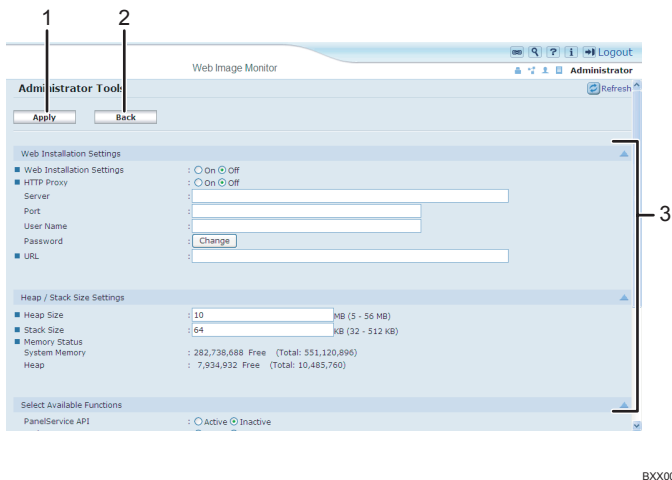 1 2
Logout
Web Image Monitor
Administrator
Administrator Tools
Refresh
Apply Back
Web Installation Settings
Web Installation Settings : On Off
HTTP Proxy : On Off
Server :
Port :
User Name :
Password : Change
URL :
3
Heap / Stack Size Settings
Heap Size : 10 MB (5 - 56 MB)
Stack Size : 64 KB (32 - 512 KB)
Memory Status
System Memory : 282,738,688 Free (Total: 551,120,896)
Heap : 7,934,932 Free (Total: 10,485,760)
Select Available Functions
PanelService API : Active Inactive